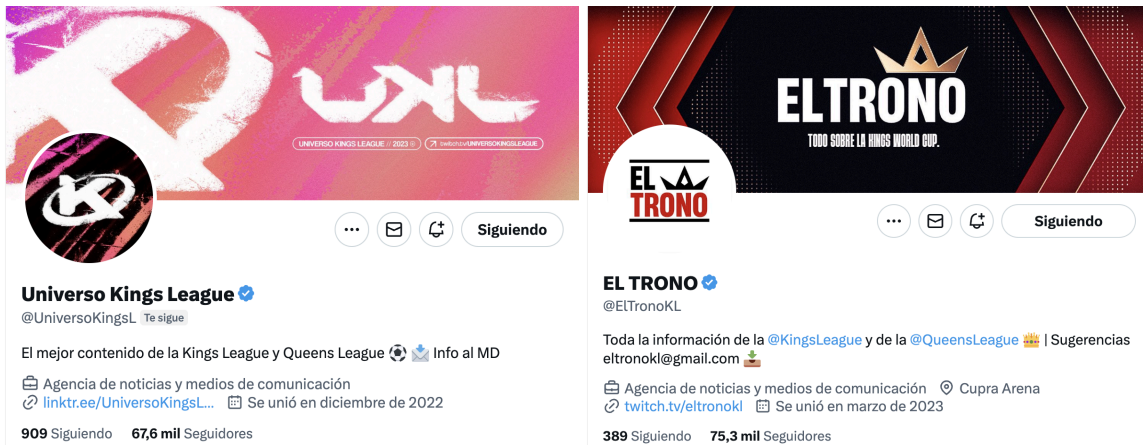 UKL
UNIVERSO KINGS LEAGUE // 2023 ®
twitch.tv/UNIVERSOKINGSLEAGUE
K
Siguiendo
Universo Kings League
@UniversoKingsL Te sigue
El mejor contenido de la Kings League y Queens League ⚽ 📩 Info al MD
Agencia de noticias y medios de comunicación
linktr.ee/UniversoKingsL... Se unió en diciembre de 2022
909 Siguiendo 67,6 mil Seguidores
EL TRONO
TODO SOBRE LA KINGS WORLD CUP.
EL
TRONO
Siguiendo
EL TRONO
@ElTronoKL
Toda la información de la @KingsLeague y de la @QueensLeague 👑 | Sugerencias
eltronokl@gmail.com 📥
Agencia de noticias y medios de comunicación Cupra Arena
twitch.tv/eltronokl Se unió en marzo de 2023
389 Siguiendo 75,3 mil Seguidores